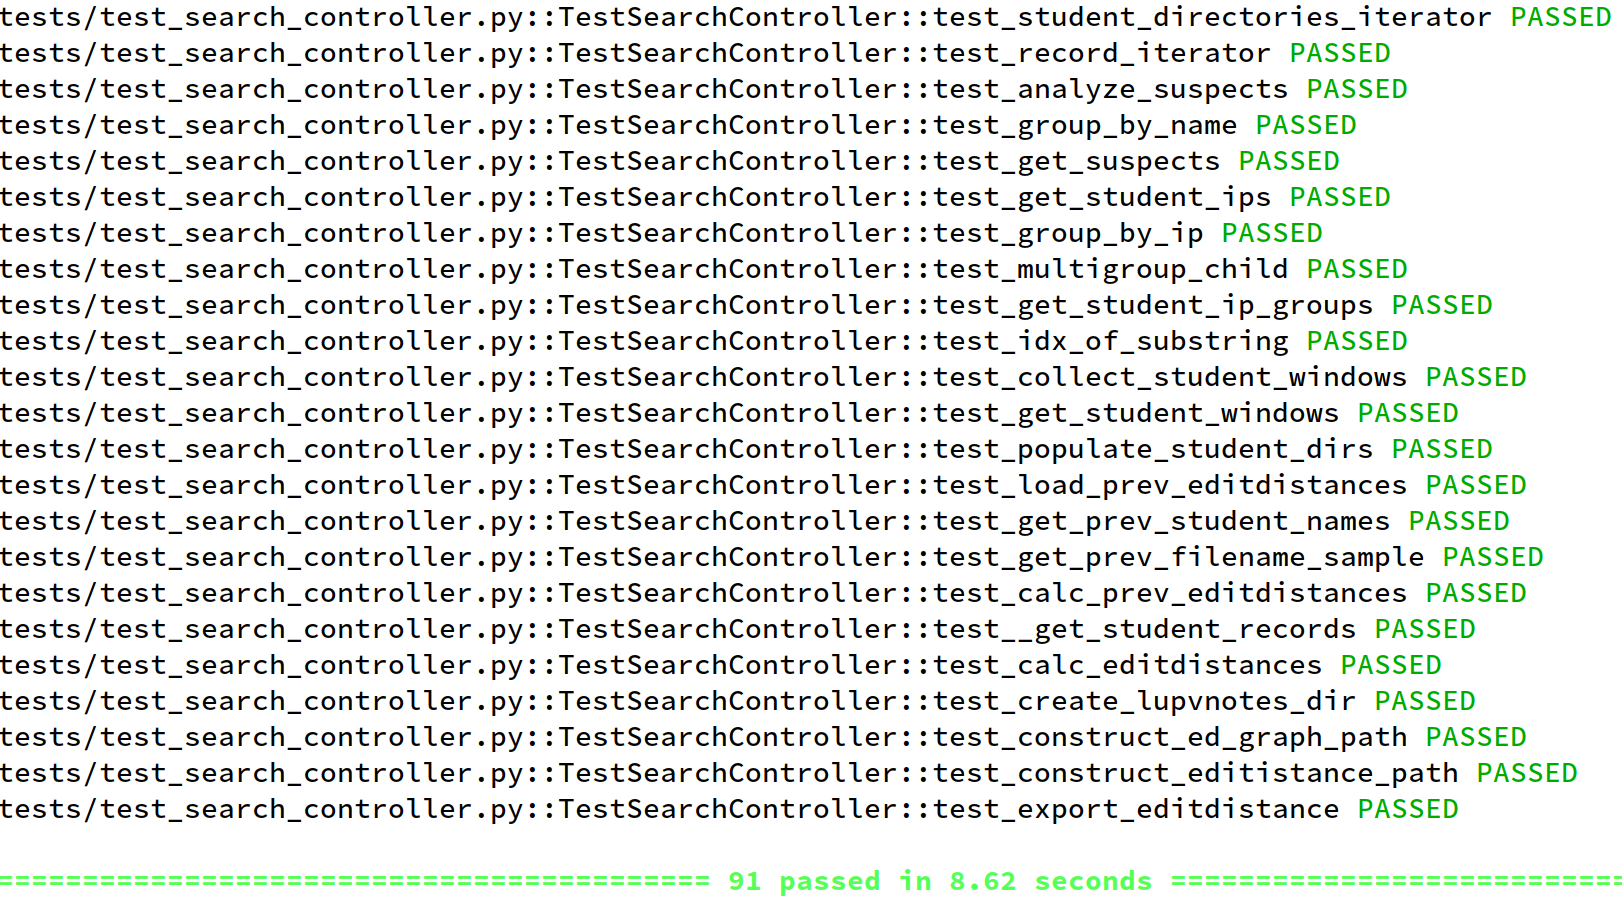 tests/test_search_controller.py::TestSearchController::test_student_directories_iterator PASSED
tests/test_search_controller.py::TestSearchController::test_record_iterator PASSED
tests/test_search_controller.py::TestSearchController::test_analyze_suspects PASSED
tests/test_search_controller.py::TestSearchController::test_group_by_name PASSED
tests/test_search_controller.py::TestSearchController::test_get_suspects PASSED
tests/test_search_controller.py::TestSearchController::test_get_student_ips PASSED
tests/test_search_controller.py::TestSearchController::test_group_by_ip PASSED
tests/test_search_controller.py::TestSearchController::test_multigroup_child PASSED
tests/test_search_controller.py::TestSearchController::test_get_student_ip_groups PASSED
tests/test_search_controller.py::TestSearchController::test_idx_of_substring PASSED
tests/test_search_controller.py::TestSearchController::test_collect_student_windows PASSED
tests/test_search_controller.py::TestSearchController::test_get_student_windows PASSED
tests/test_search_controller.py::TestSearchController::test_populate_student_dirs PASSED
tests/test_search_controller.py::TestSearchController::test_load_prev_editdistances PASSED
tests/test_search_controller.py::TestSearchController::test_get_prev_student_names PASSED
tests/test_search_controller.py::TestSearchController::test_get_prev_filename_sample PASSED
tests/test_search_controller.py::TestSearchController::test_calc_prev_editdistances PASSED
tests/test_search_controller.py::TestSearchController::test__get_student_records PASSED
tests/test_search_controller.py::TestSearchController::test_calc_editdistances PASSED
tests/test_search_controller.py::TestSearchController::test_create_lupvnotes_dir PASSED
tests/test_search_controller.py::TestSearchController::test_construct_ed_graph_path PASSED
tests/test_search_controller.py::TestSearchController::test_construct_editistance_path PASSED
tests/test_search_controller.py::TestSearchController::test_export_editdistance PASSED
========================================== 91 passed in 8.62 seconds ===========================